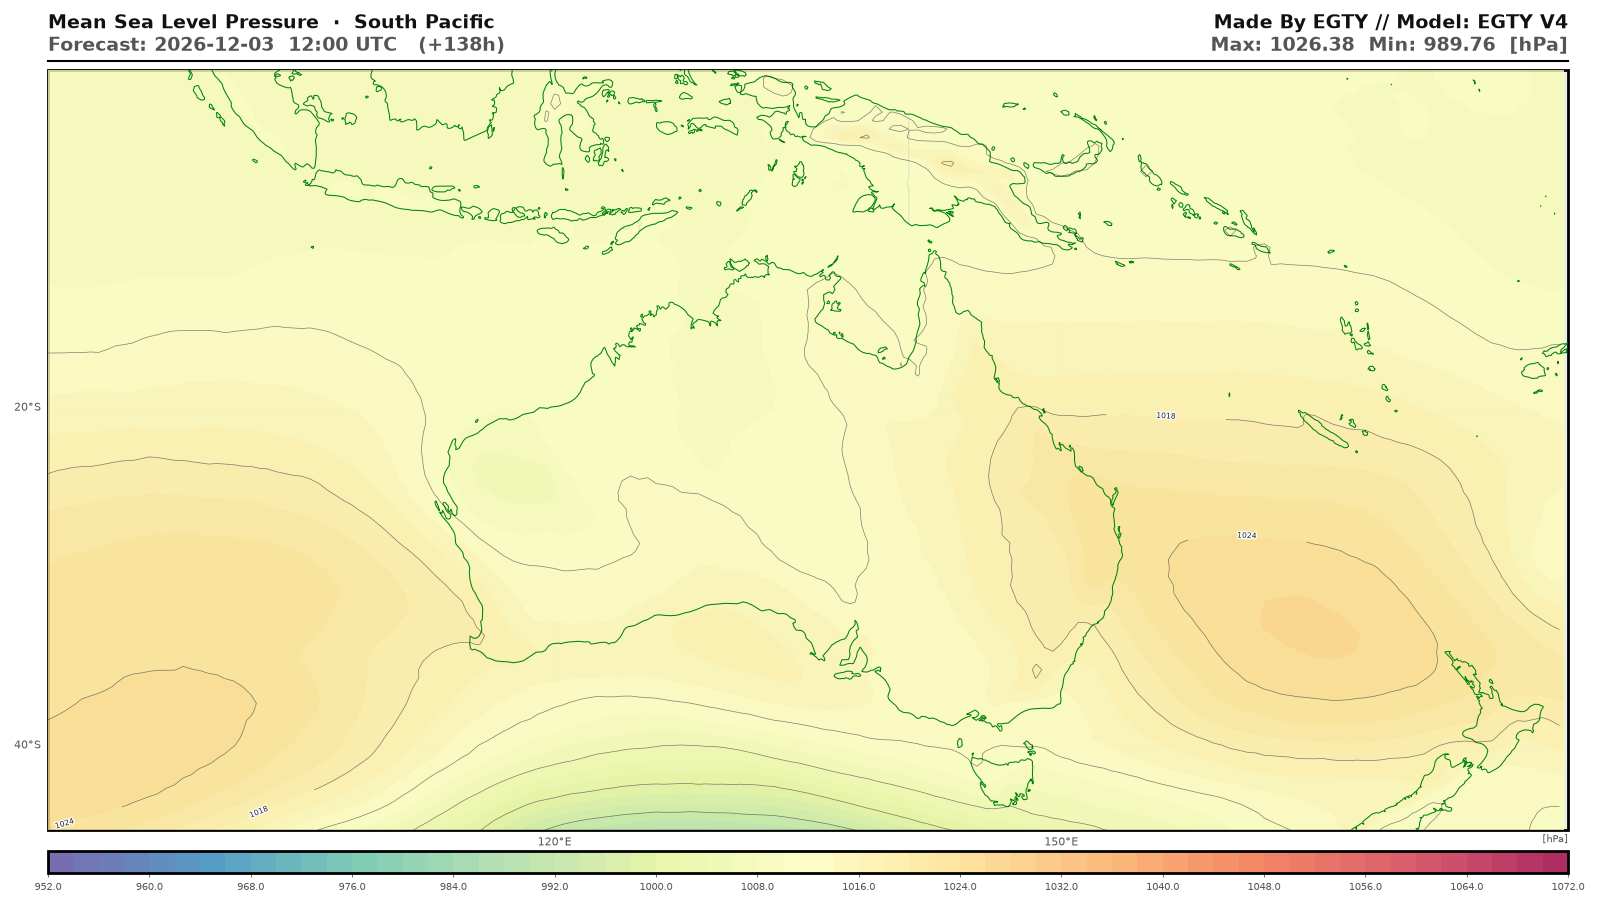 Mean Sea Level Pressure · South Pacific
Made By EGTY // Model: EGTY V4
Forecast: 2026-12-03 12:00 UTC (+138h)
Max: 1026.38 Min: 989.76 [hPa]
20°S
1018
1024
40°S
1018
1024
120°E
150°E
[hPa]
952.0
960.0
968.0
976.0
984.0
992.0
1000.0
1008.0
1016.0
1024.0
1032.0
1040.0
1048.0
1056.0
1064.0
1072.0